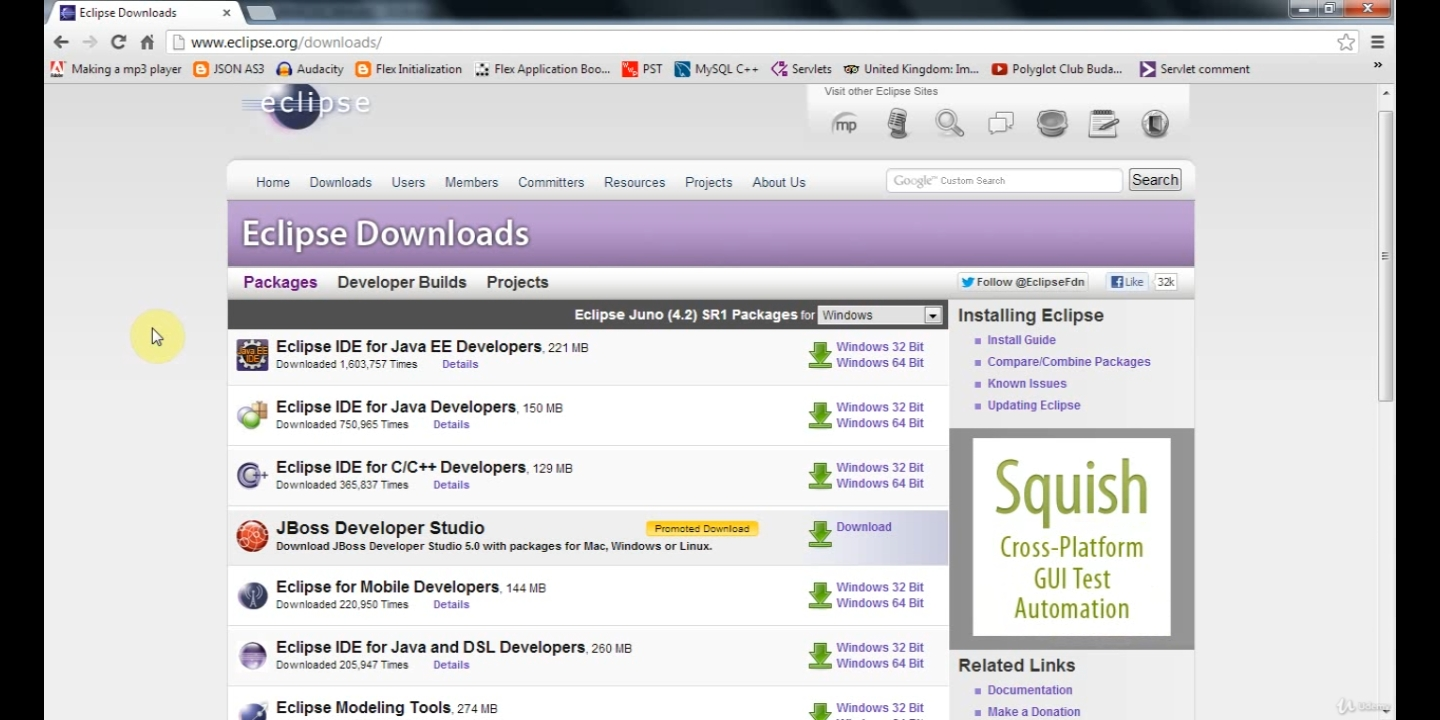 Eclipse Downloads
www.eclipse.org/downloads/
Making a mp3 player JSON AS3 Audacity Flex Initialization Flex Application Boo... PST MySQL C++ Servlets United Kingdom: Im... Polyglot Club Buda... Servlet comment »
eclipse
Visit other Eclipse Sites
mp
Home Downloads Users Members Committers Resources Projects About Us Google™ Custom Search Search
Eclipse Downloads
Packages Developer Builds Projects Follow @EclipseFdn Like 32k
Eclipse Juno (4.2) SR1 Packages for Windows
Eclipse IDE for Java EE Developers, 221 MB
Downloaded 1,603,757 Times Details
Windows 32 Bit
Windows 64 Bit
Java EE
IDE
Eclipse IDE for Java Developers, 150 MB
Downloaded 750,965 Times Details
Windows 32 Bit
Windows 64 Bit
Eclipse IDE for C/C++ Developers, 129 MB
Downloaded 365,837 Times Details
Windows 32 Bit
Windows 64 Bit
C++
JBoss Developer Studio Promoted Download Download
Download JBoss Developer Studio 5.0 with packages for Mac, Windows or Linux.
Eclipse for Mobile Developers, 144 MB
Downloaded 220,950 Times Details
Windows 32 Bit
Windows 64 Bit
Eclipse IDE for Java and DSL Developers, 260 MB
Downloaded 205,947 Times Details
Windows 32 Bit
Windows 64 Bit
Eclipse Modeling Tools, 274 MB
Windows 32 Bit
Installing Eclipse
Install Guide
Compare/Combine Packages
Known Issues
Updating Eclipse
Squish
Cross-Platform
GUI Test
Automation
Related Links
Documentation
Make a Donation
Udemy